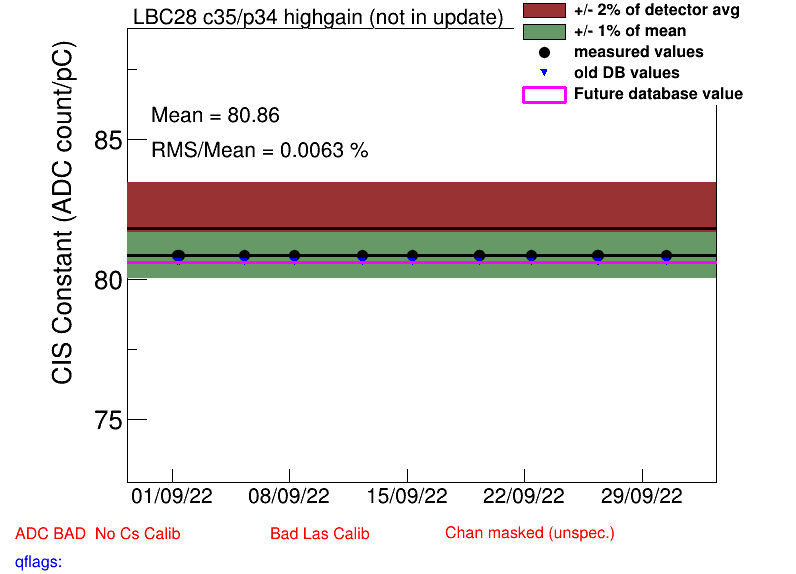 LBC28 c35/p34 highgain (not in update)
+/- 2% of detector avg
+/- 1% of mean
measured values
old DB values
Future database value
Mean = 80.86
RMS/Mean = 0.0063 %
CIS Constant (ADC count/pC)
85
80
75
01/09/22 08/09/22 15/09/22 22/09/22 29/09/22
ADC BAD No Cs Calib Bad Las Calib Chan masked (unspec.)
qflags: